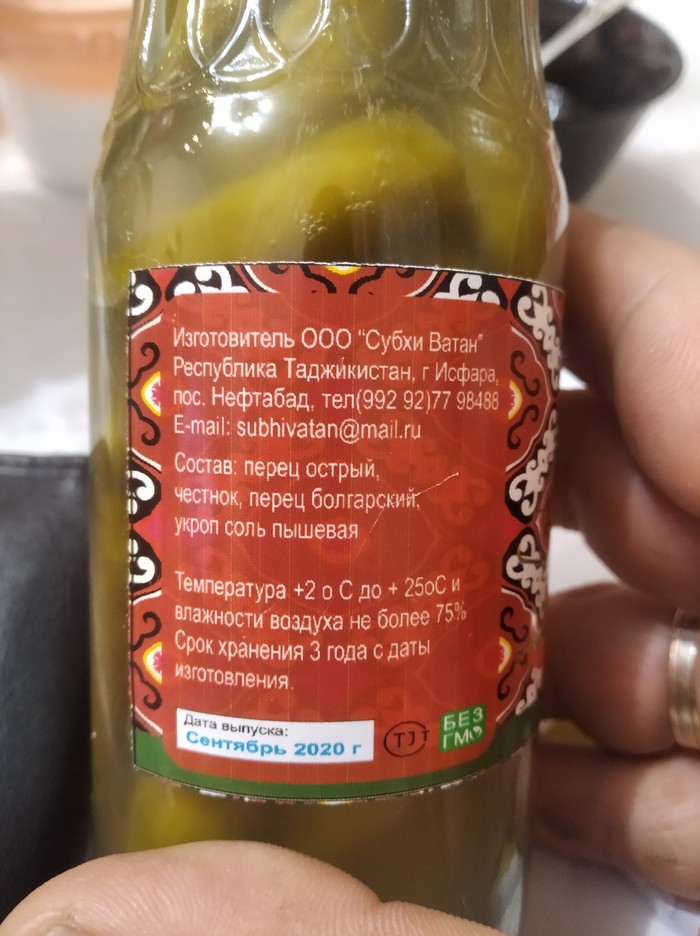 Изготовитель ООО "Субхи Ватан"
Республика Таджикистан, г Исфара,
пос. Нефтабад, тел(992 92)77 98488
E-mail: subhivatan@mail.ru
Состав: перец острый,
честнок, перец болгарский,
укроп соль пышевая
Температура +2 о С до + 25оС и
влажности воздуха не более 75%
Срок хранения 3 года с даты
изготовления.
Дата выпуска:
Сентябрь 2020 г
TJT
БЕЗ
ГМО